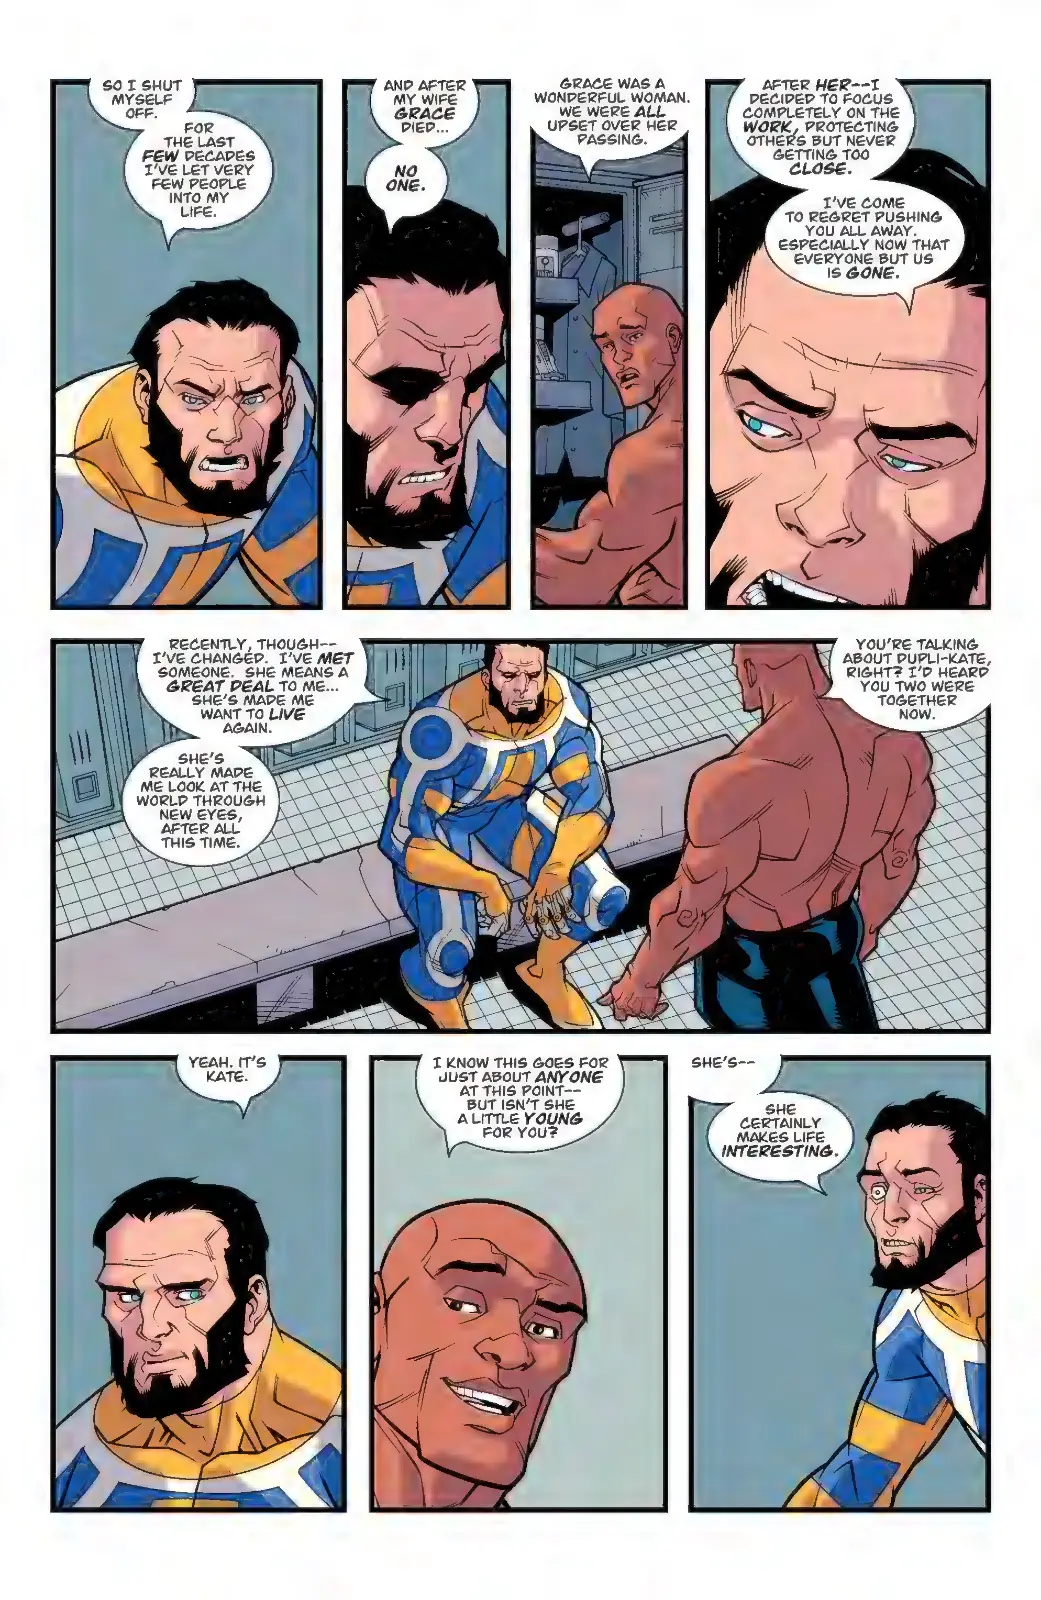 SO I SHUT
MYSELF
OFF.
FOR
THE LAST
FEW DECADES
I'VE LET VERY
FEW PEOPLE
INTO MY
LIFE.
AND AFTER
MY WIFE
GRACE
DIED...
NO
ONE.
GRACE WAS A
WONDERFUL WOMAN.
WE WERE ALL
UPSET OVER HER
PASSING.
AFTER HER--I
DECIDED TO FOCUS
COMPLETELY ON THE
WORK, PROTECTING
OTHERS BUT NEVER
GETTING TOO
CLOSE.
I'VE COME
TO REGRET PUSHING
YOU ALL AWAY.
ESPECIALLY NOW THAT
EVERYONE BUT US
IS GONE.
RECENTLY, THOUGH--
I'VE CHANGED. I'VE MET
SOMEONE. SHE MEANS A
GREAT DEAL TO ME...
SHE'S MADE ME
WANT TO LIVE
AGAIN.
SHE'S
REALLY MADE
ME LOOK AT THE
WORLD THROUGH
NEW EYES,
AFTER ALL
THIS TIME.
YOU'RE TALKING
ABOUT DUPLI-KATE,
RIGHT? I'D HEARD
YOU TWO WERE
TOGETHER
NOW.
YEAH. IT'S
KATE.
I KNOW THIS GOES FOR
JUST ABOUT ANYONE
AT THIS POINT--
BUT ISN'T SHE
A LITTLE YOUNG
FOR YOU?
SHE'S--
SHE
CERTAINLY
MAKES LIFE
INTERESTING.